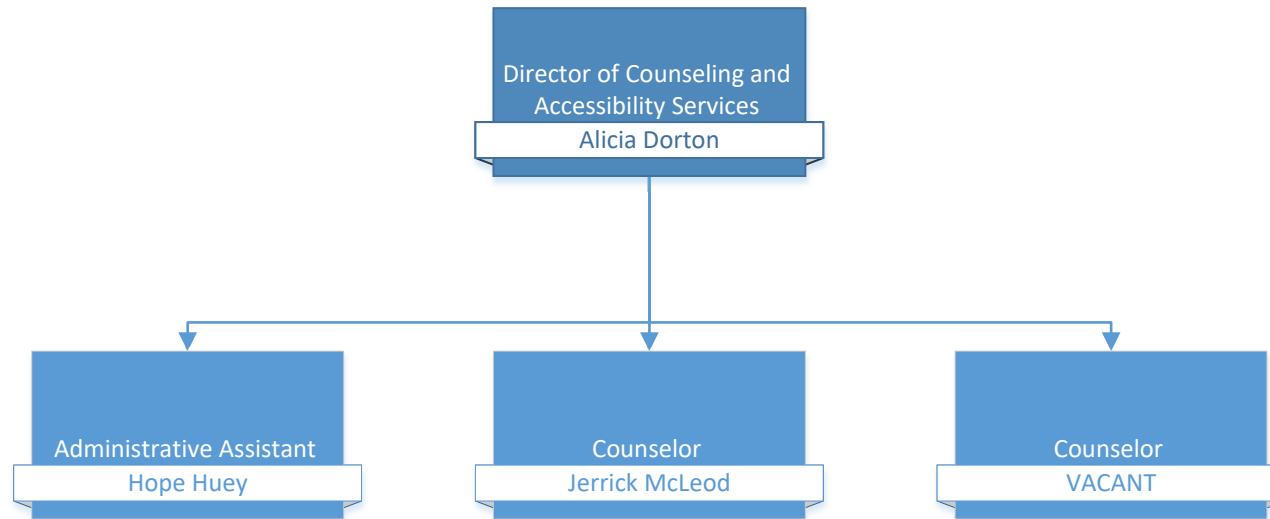 Director of Counseling and
Accessibility Services
Alicia Dorton
Administrative Assistant
Hope Huey
Counselor
Jerrick McLeod
Counselor
VACANT